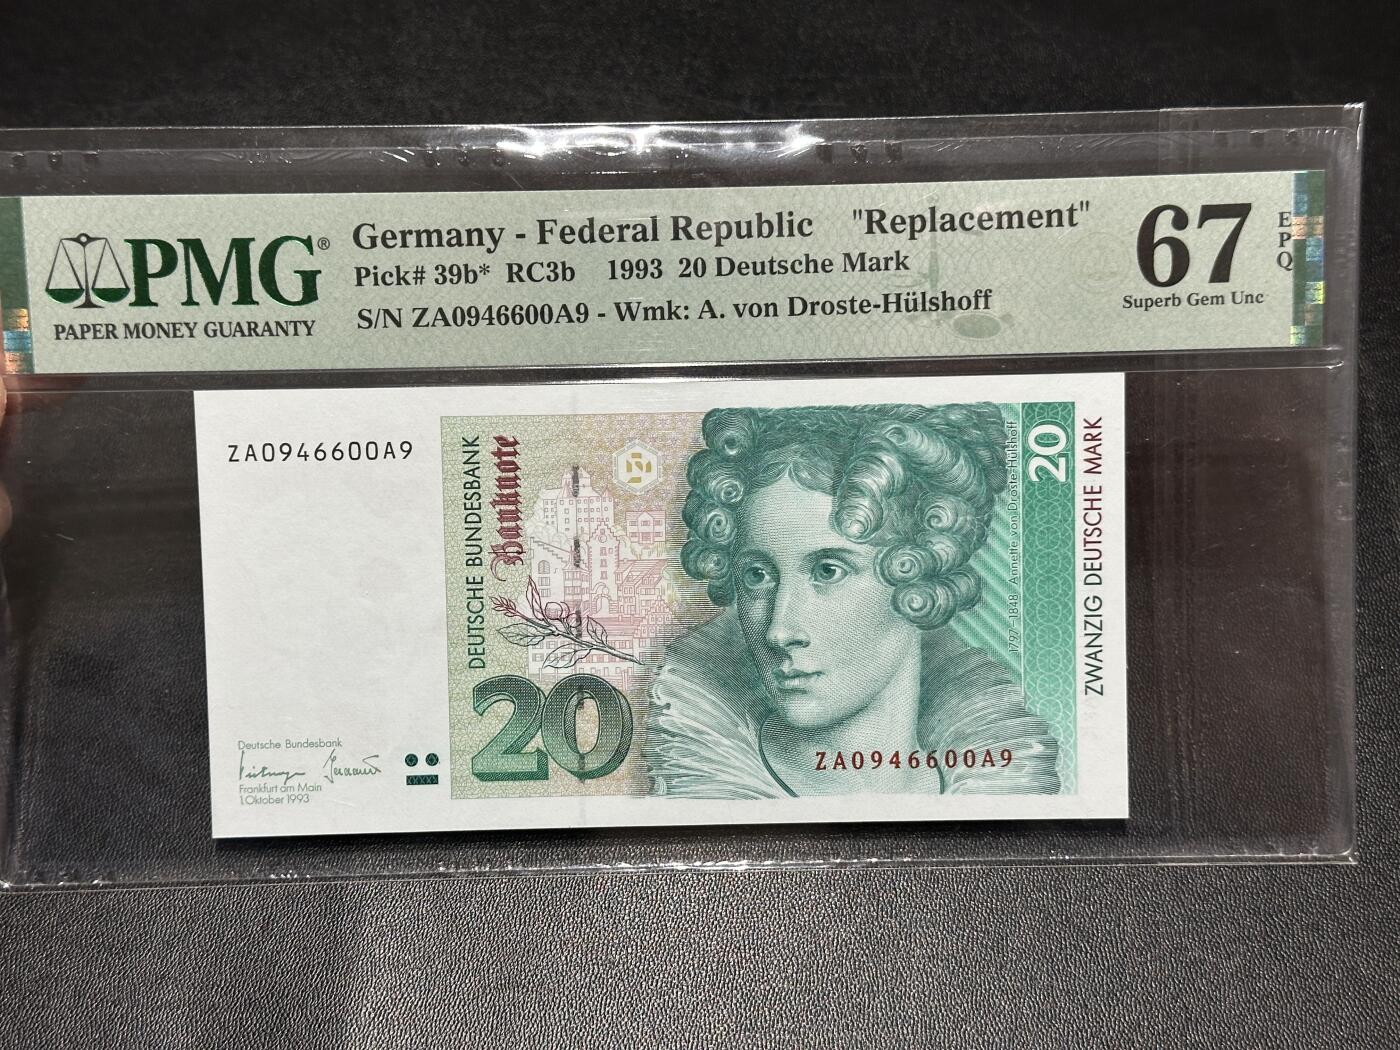 PMG®
PAPER MONEY GUARANTY
Germany - Federal Republic "Replacement"
Pick# 39b* RC3b 1993 20 Deutsche Mark
S/N ZA0946600A9 - Wmk: A. von Droste-Hülshoff
67
Superb Gem Unc
EPQ
ZA0946600A9
DEUTSCHE BUNDESBANK
Banknote
20
Deutsche Bundesbank
Frankfurt am Main
1.Oktober 1993
1797-1848 Annette von Droste-Hülshoff
20
ZWANZIG DEUTSCHE MARK
ZA0946600A9